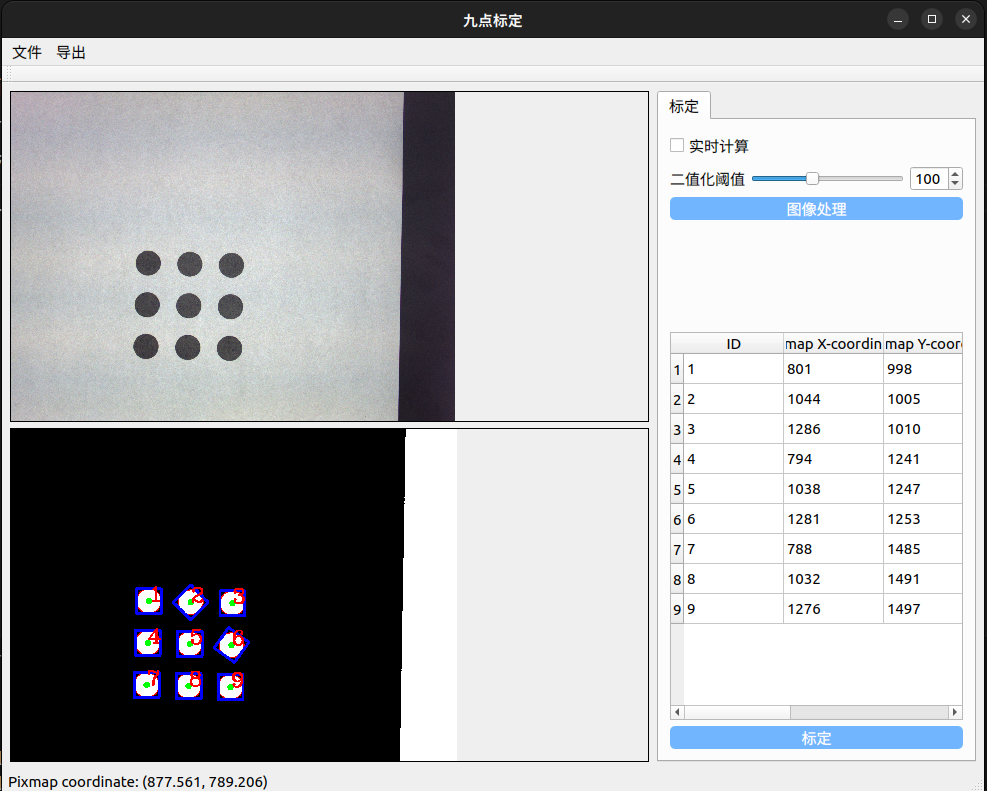 九点标定
文件 导出
标定
实时计算
二值化阈值 100
图像处理
ID map X-coordin map Y-coor
1 1 801 998
2 2 1044 1005
3 3 1286 1010
4 4 794 1241
5 5 1038 1247
6 6 1281 1253
7 7 788 1485
8 8 1032 1491
9 9 1276 1497
1 2 3
4 5 6
7 8 9
标定
Pixmap coordinate: (877.561, 789.206)